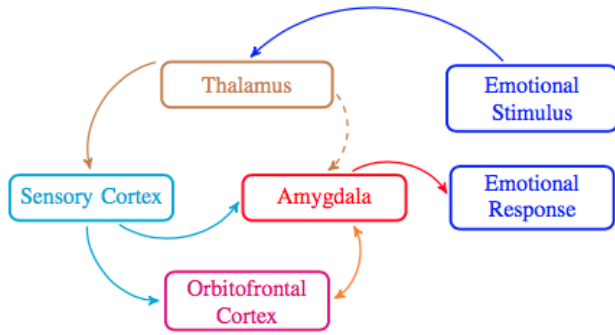 Thalamus
Emotional
Stimulus
Sensory Cortex
Amygdala
Emotional
Response
Orbitofrontal
Cortex